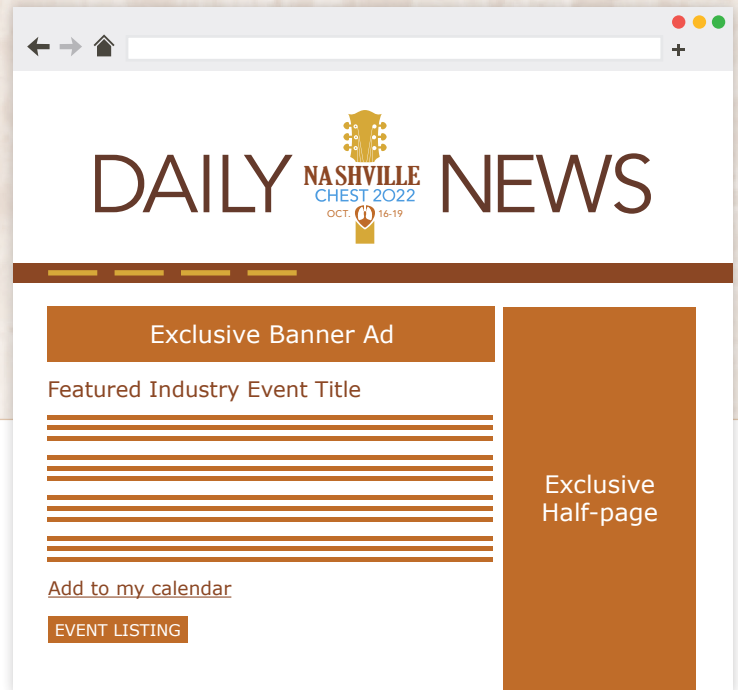 DAILY NASHVILLE NEWS
CHEST 2022
OCT. 16-19
Exclusive Banner Ad
Featured Industry Event Title
Add to my calendar
EVENT LISTING
Exclusive
Half-page